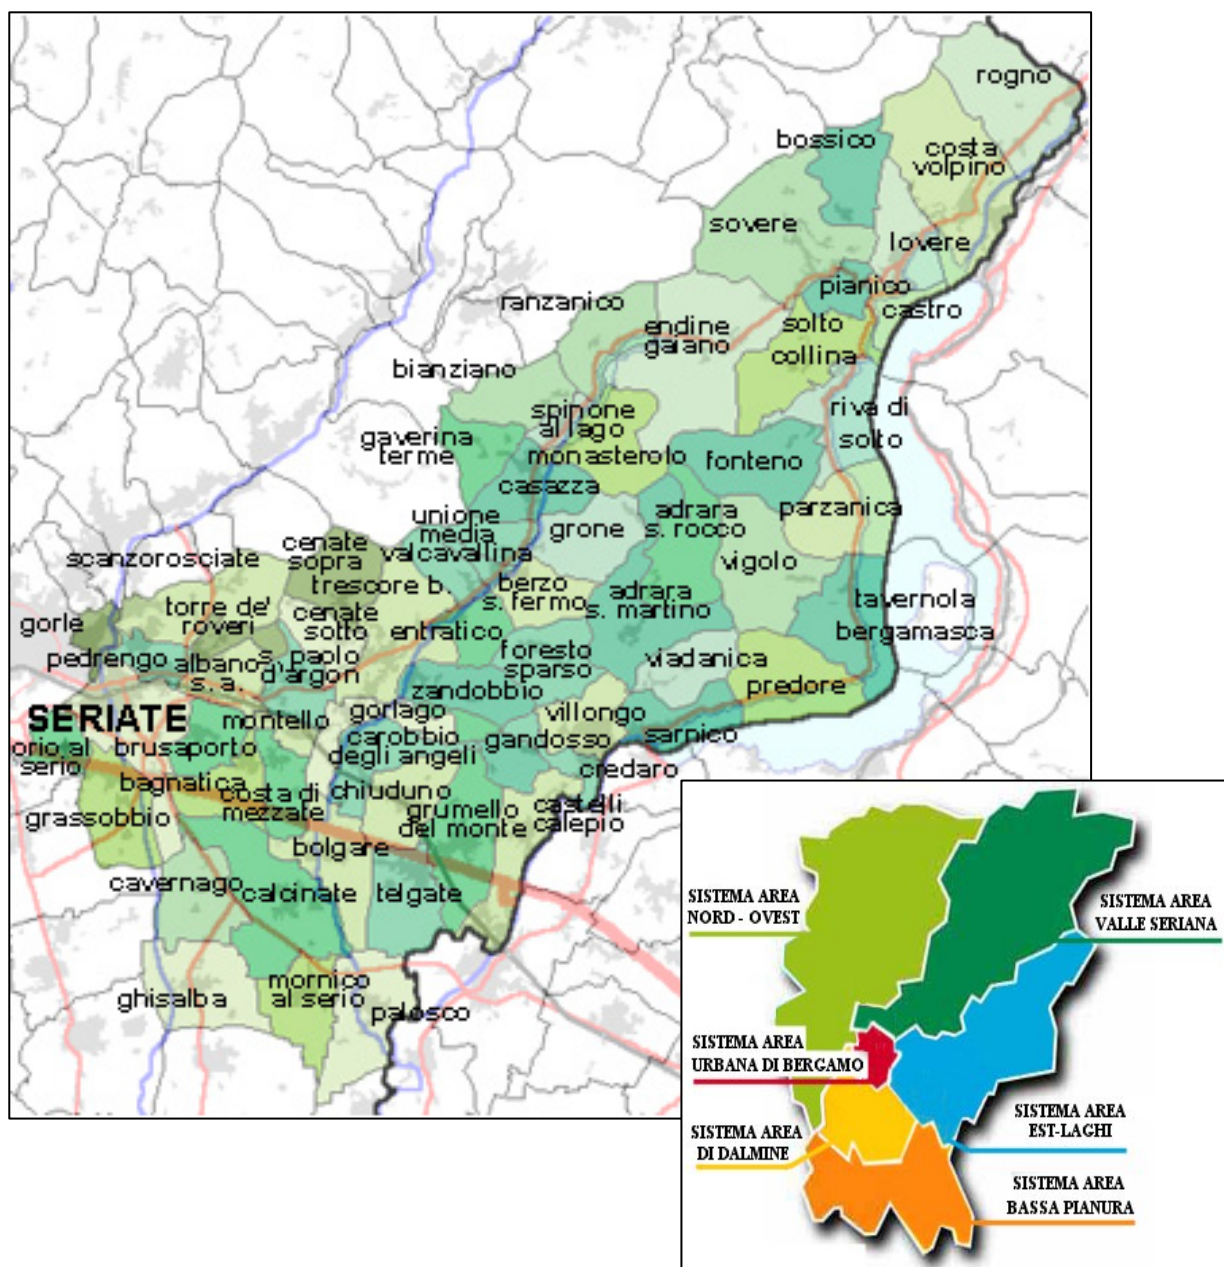 rogno
bossico
costa
volpino
sovere
lovere
pianico
ranzanico
castro
endine
gaiano
solto
collina
bianziano
riva di
solto
spinone
al lago
gaverina
terme
monasterolo
fonteno
casazza
adrara
s. rocco
parzanica
unione
media
valcavallina
grone
cenate
sopra
scanzorosciate
vigolo
trescore b.
berzo
s. fermo
adrara
s. martino
tavernola
bergamasca
torre de'
roveri
cenate
sotto
gorle
entratico
foresto
sparso
pedrengo
albano
s. a.
s. paolo
d'argon
viadanica
zandobbio
predore
SERIATE
montello
gorlago
villongo
sarnico
orio al
serio
brusaporto
carobbio
degli angeli
gandosso
credaro
bagnatica
costa di
mezzate
chiuduno
grumello
del monte
castelli
calepio
grassobbio
bolgare
cavernago
calcinate
telgate
mornico
al serio
ghisalba
palosco
SISTEMA AREA
NORD - OVEST
SISTEMA AREA
VALLE SERIANA
SISTEMA AREA
URBANA DI BERGAMO
SISTEMA AREA
EST-LAGHI
SISTEMA AREA
DI DALMINE
SISTEMA AREA
BASSA PIANURA